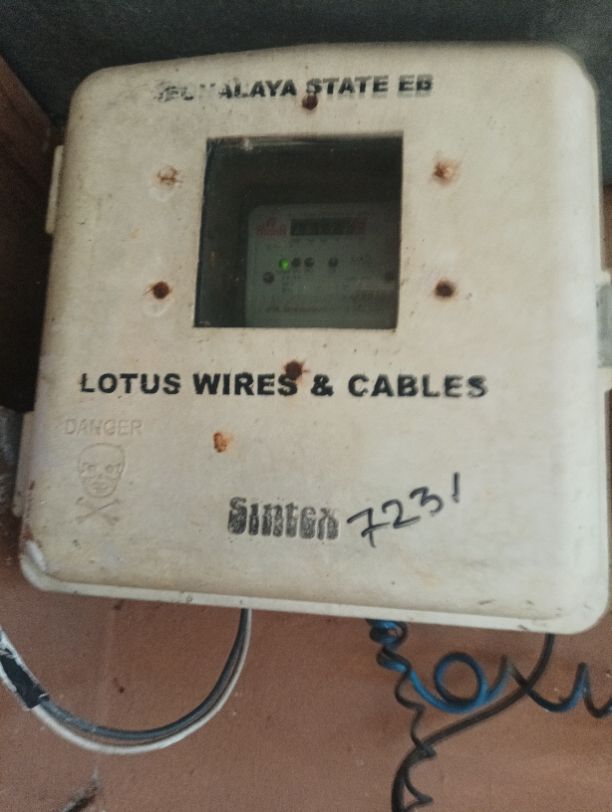 STATE EB
LOTUS WIRES & CABLES
DANGER
Sintex 7231